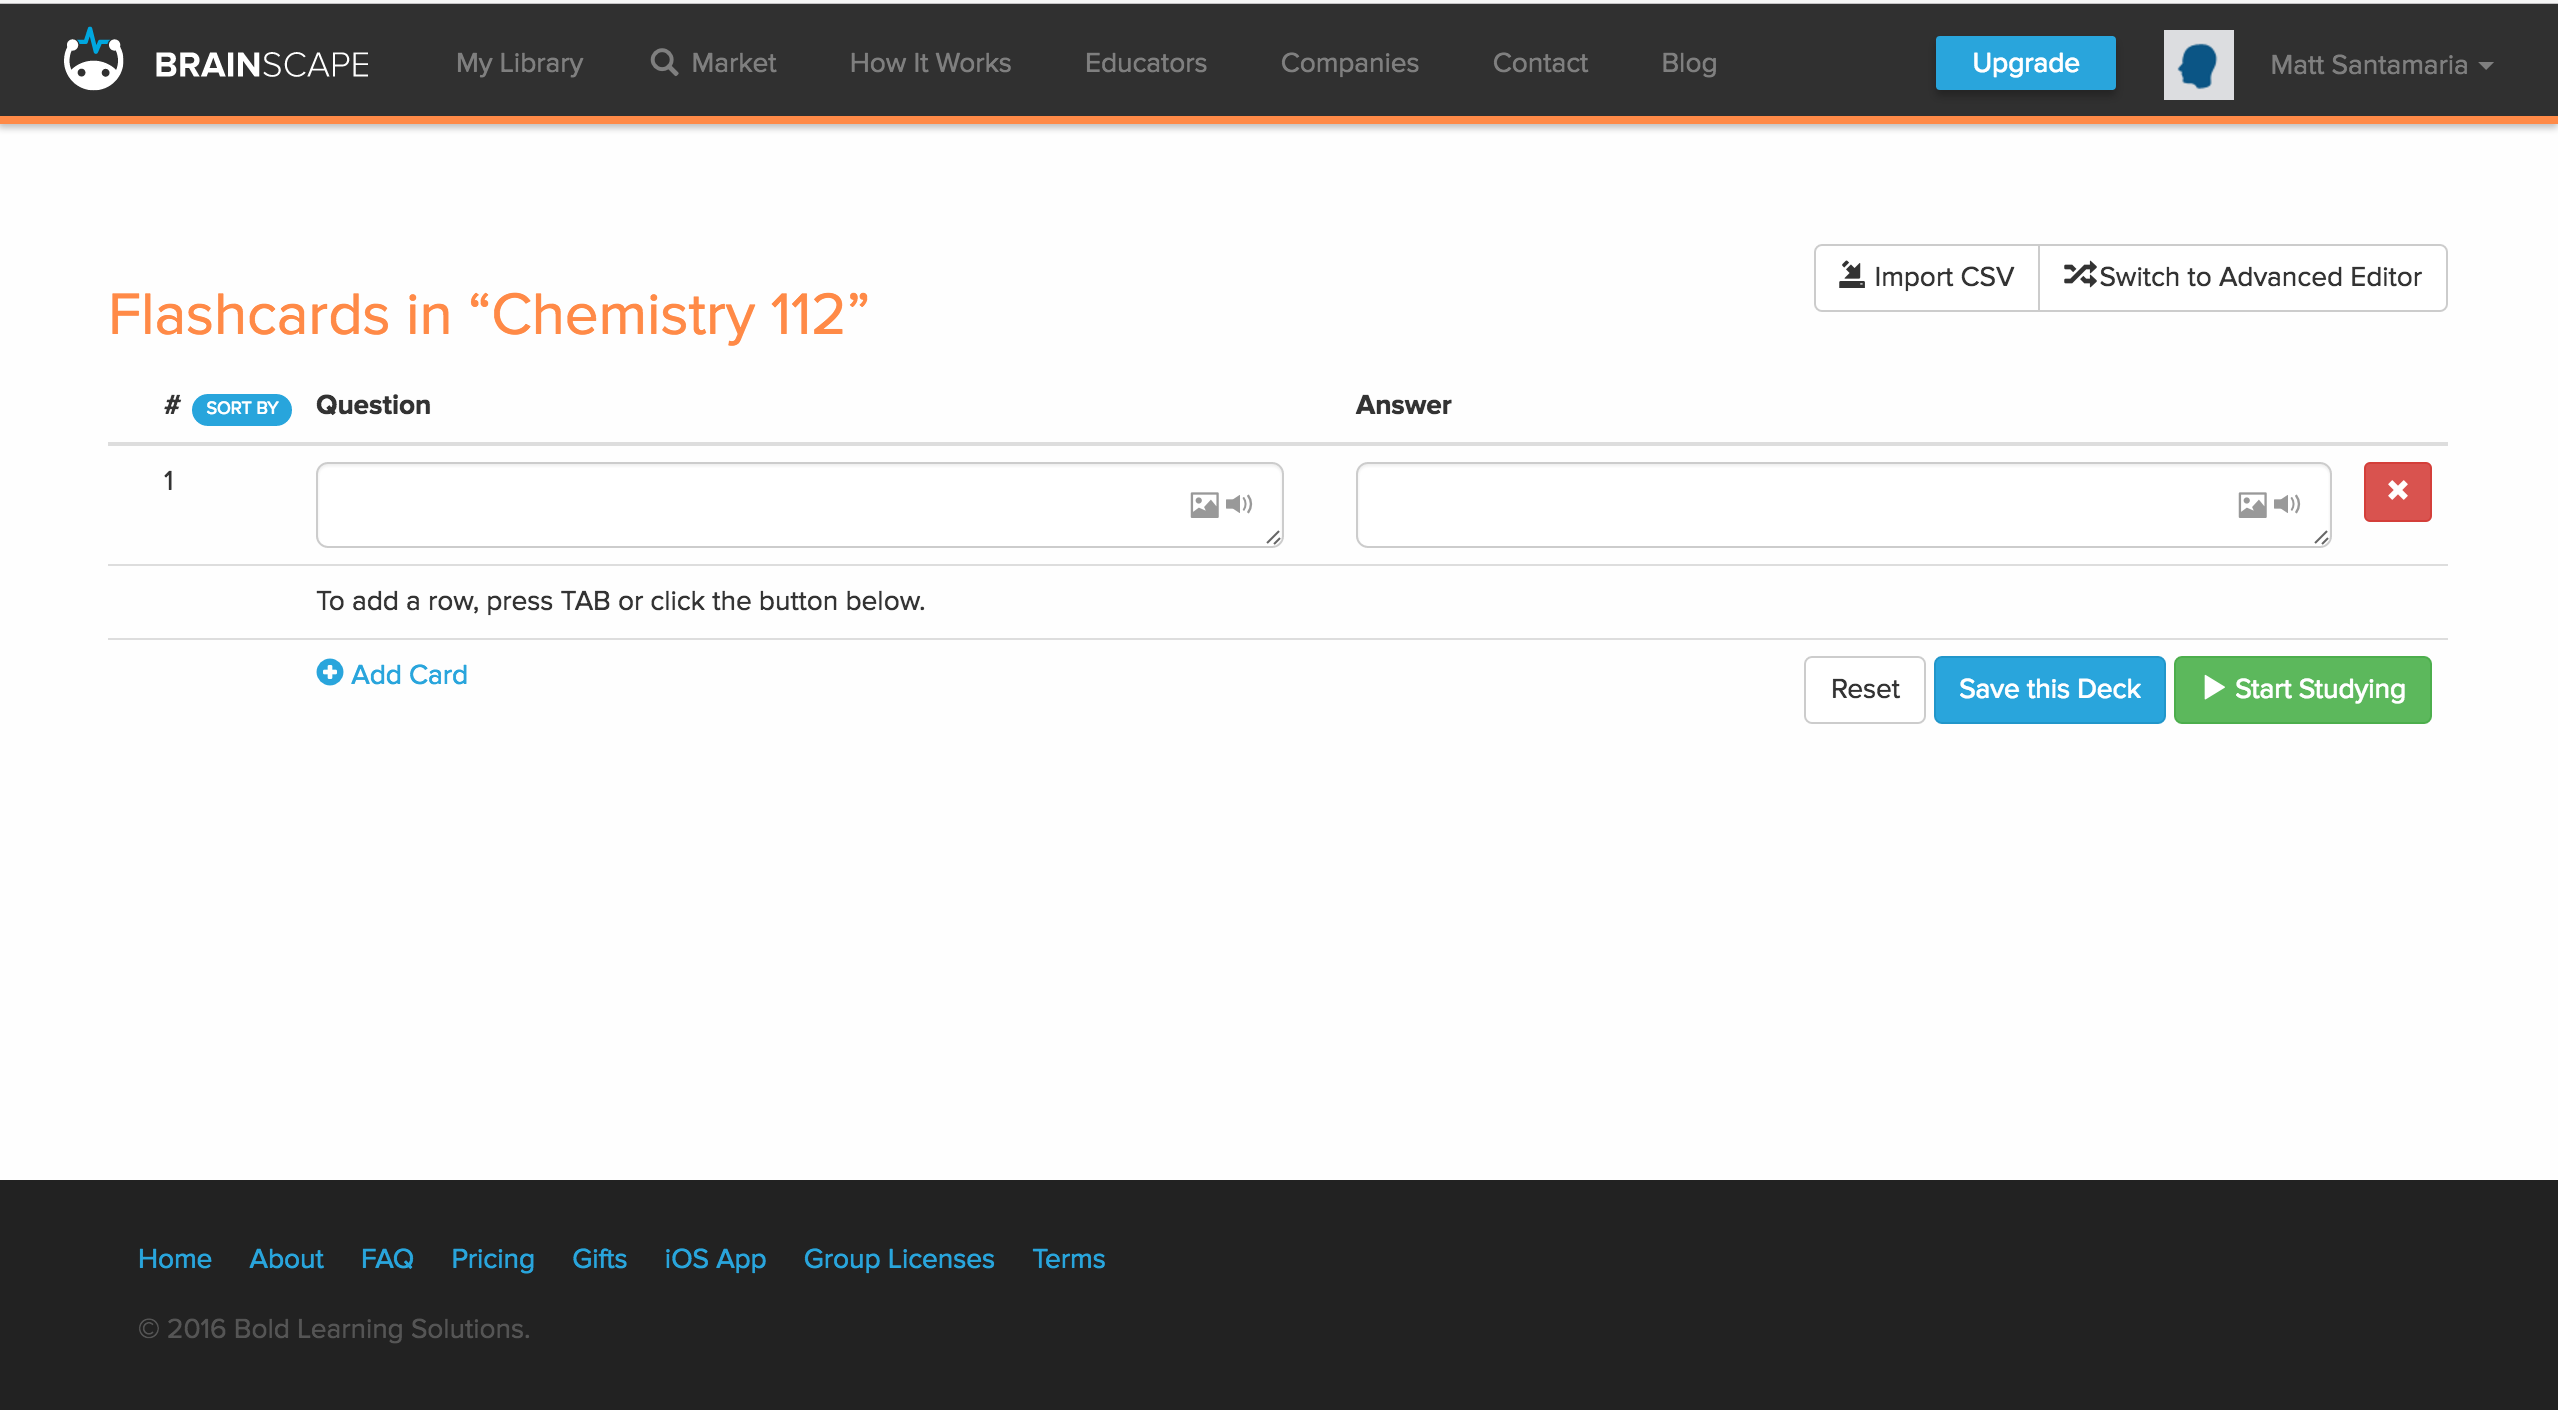 BRAINSCAPE My Library Market How It Works Educators Companies Contact Blog Upgrade Matt Santamaria
Import CSV Switch to Advanced Editor
Flashcards in “Chemistry 112”
# SORT BY Question Answer
1
To add a row, press TAB or click the button below.
Add Card Reset Save this Deck Start Studying
Home About FAQ Pricing Gifts iOS App Group Licenses Terms
© 2016 Bold Learning Solutions.